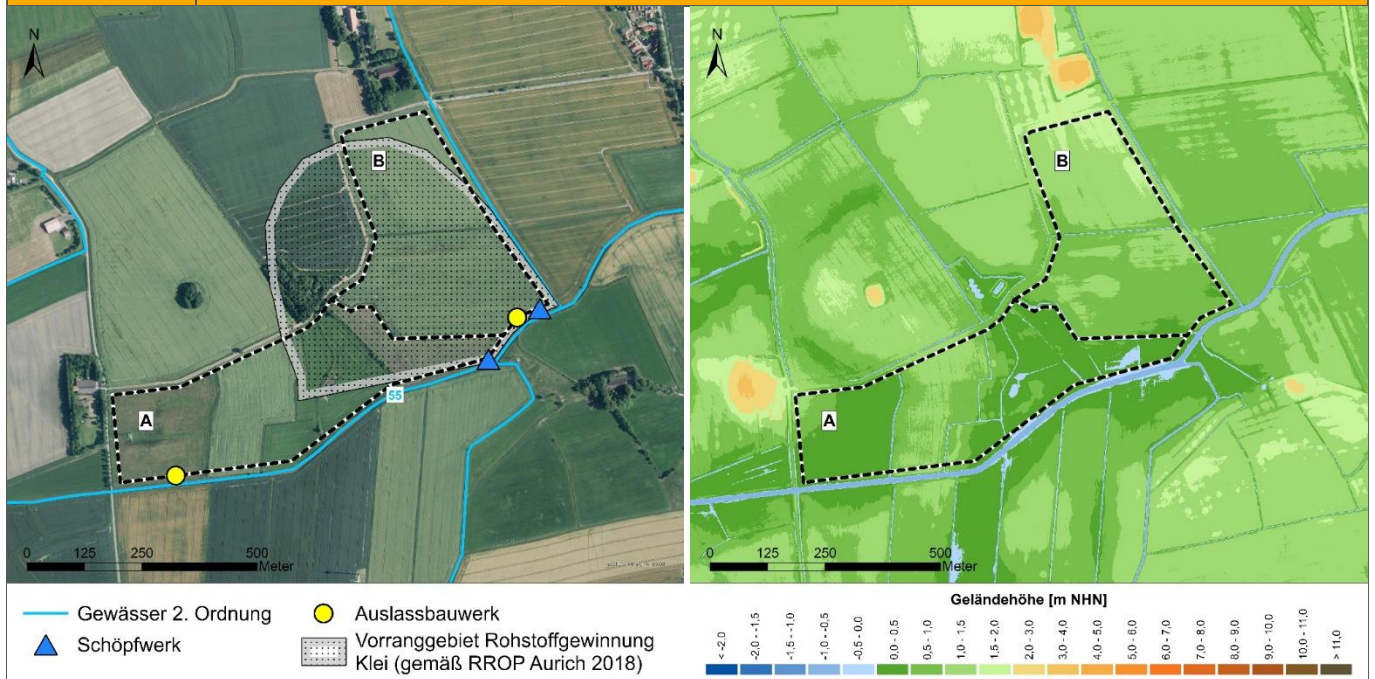 N
B
A
55
0 125 250 500
Meter
N
B
A
0 125 250 500
Meter
Gewässer 2. Ordnung
Schöpfwerk
Auslassbauwerk
Vorranggebiet Rohstoffgewinnung
Klei (gemäß RROP Aurich 2018)
Geländehöhe [m NHN]
< -2.0
-2,0 - -1,5
-1,5 - -1,0
-1,0 - -0,5
-0,5 - 0,0
0,0 - 0,5
0,5 - 1,0
1,0 - 1,5
1,5 - 2,0
2,0 - 3,0
3,0 - 4,0
4,0 - 5,0
5,0 - 6,0
6,0 - 7,0
7,0 - 8,0
8,0 - 9,0
9,0 - 10,0
10,0 - 11,0
> 11,0